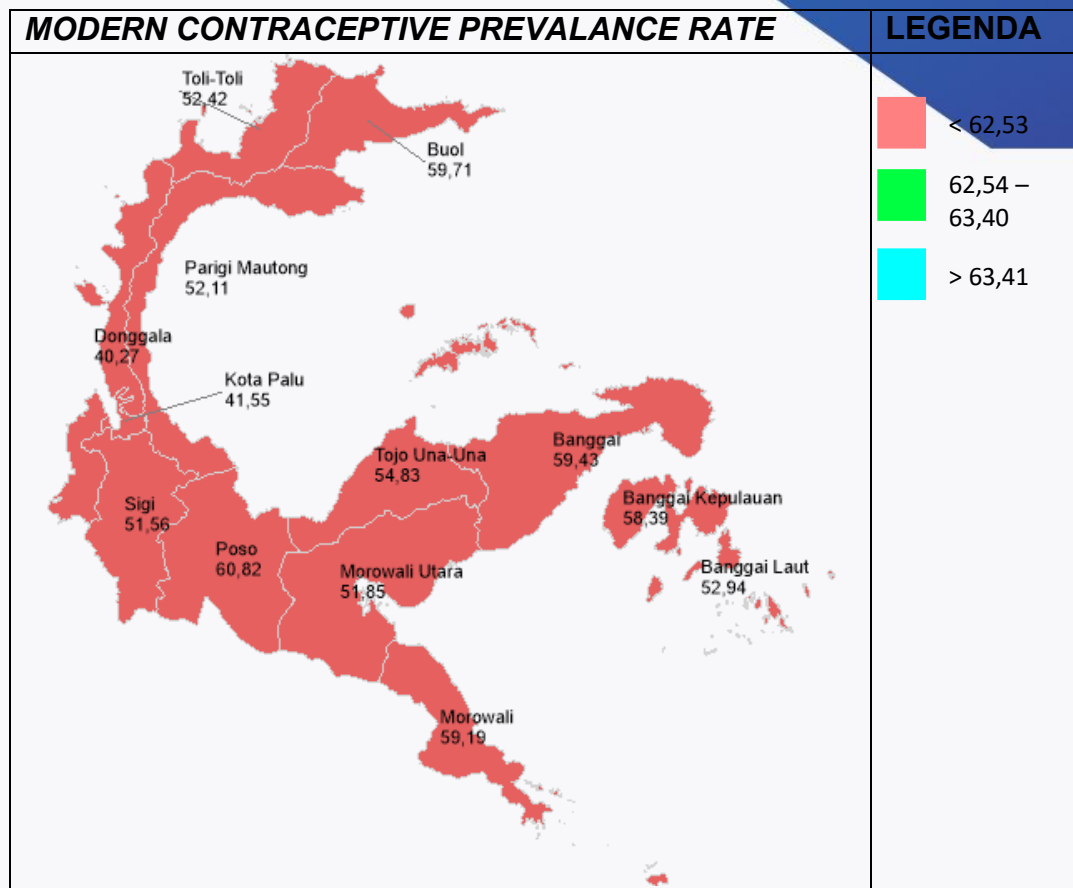 MODERN CONTRACEPTIVE PREVALANCE RATE
LEGENDA
< 62,53
62,54 –
63,40
> 63,41
Toli-Toli
52,42
Buol
59,71
Parigi Mautong
52,11
Donggala
40,27
Kota Palu
41,55
Tojo Una-Una
54,83
Banggai
59,43
Sigi
51,56
Banggai Kepulauan
58,39
Poso
60,82
Morowali Utara
51,85
Banggai Laut
52,94
Morowali
59,19